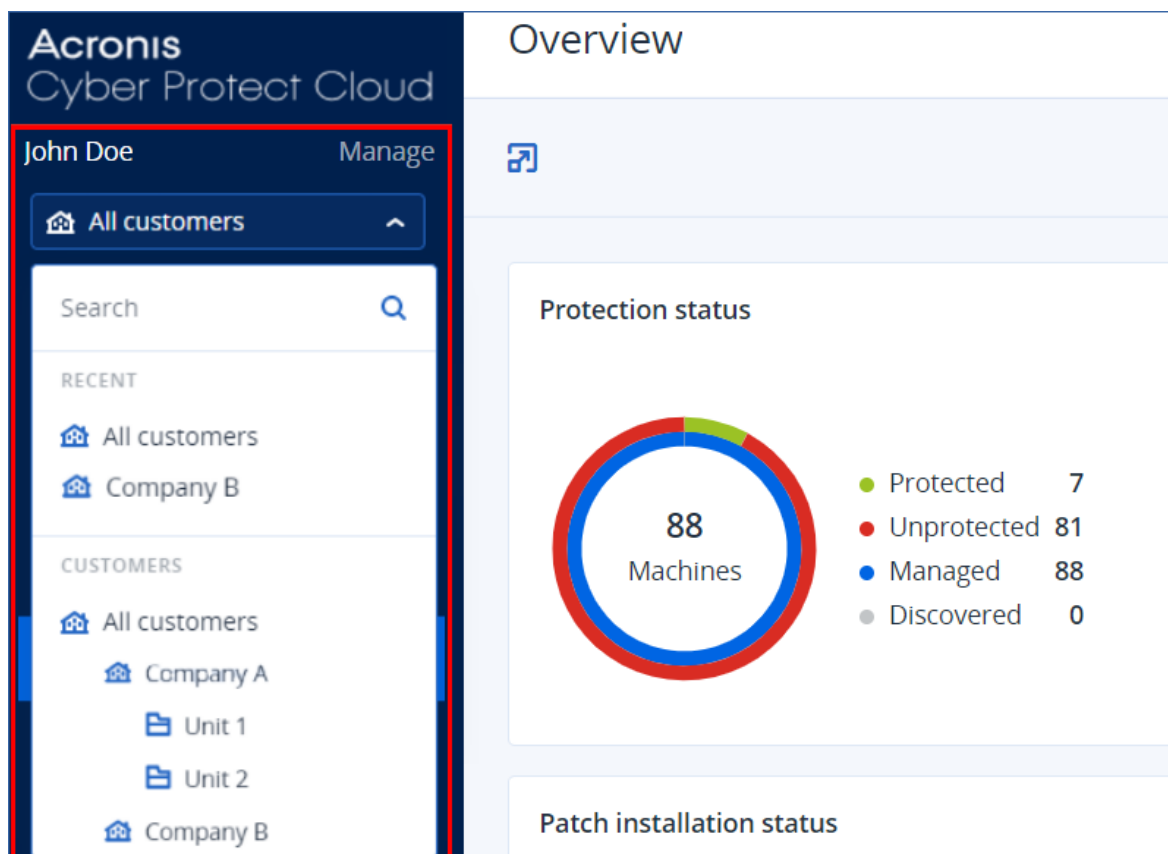 Acronis
Cyber Protect Cloud
John Doe Manage
All customers
Search
RECENT
All customers
Company B
CUSTOMERS
All customers
Company A
Unit 1
Unit 2
Company B
Overview
Protection status
88
Machines
Protected 7
Unprotected 81
Managed 88
Discovered 0
Patch installation status